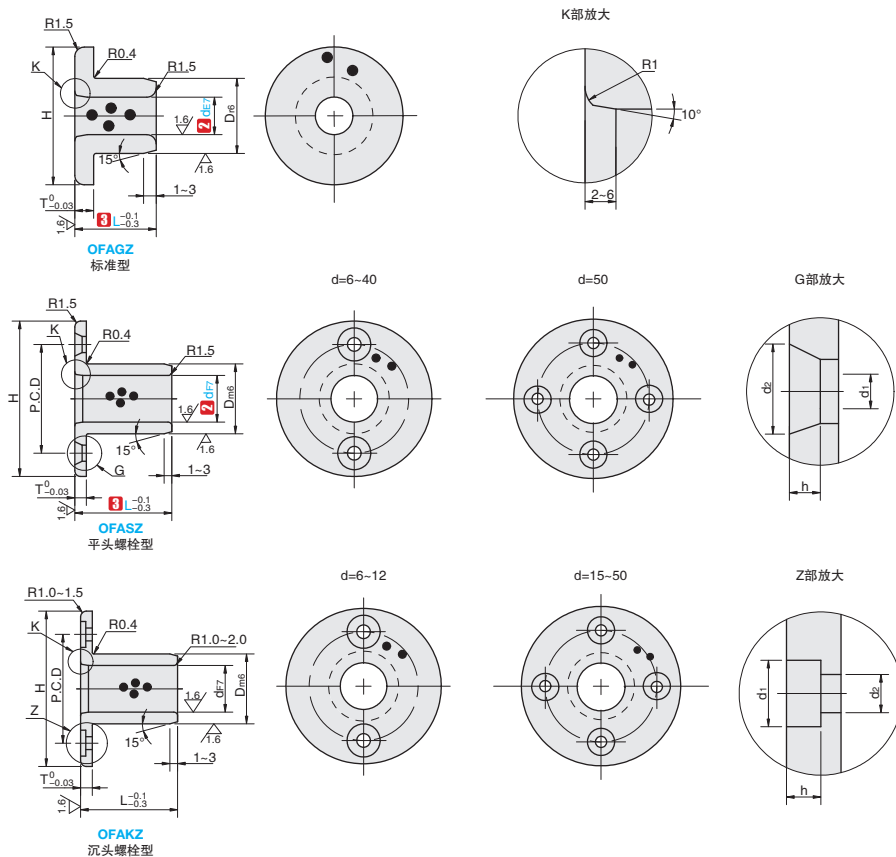 K部放大
R1.5
R0.4
K
R1.5
H
1.6
2 dE7
Dr6
15°
1.6
1~3
T 0 -0.03
1.6
3 L -0.1 -0.3
R1
10°
2~6
OFAGZ
标准型
d=6~40
d=50
G部放大
R1.5
K
R0.4
R1.5
H
P.C.D
1.6
2 dF7
Dm6
15°
1.6
G
1~3
T 0 -0.03
1.6
3 L -0.1 -0.3
d2
d1
h
OFASZ
平头螺栓型
d=6~12
d=15~50
Z部放大
R1.0~1.5
K
R0.4
R1.0~2.0
H
P.C.D
Z
1.6
dF7
Dm6
15°
1.6
1~3
T 0 -0.03
1.6
L -0.1 -0.3
d1
d2
h
OFAKZ
沉头螺栓型